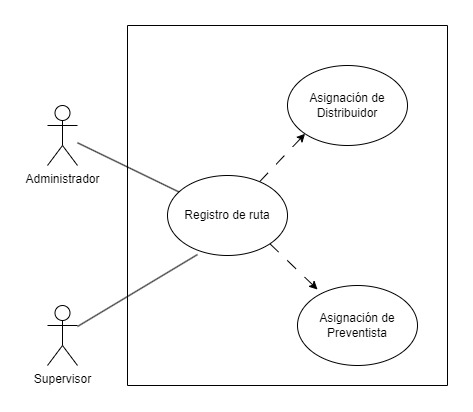 Asignación de
Distribuidor
Administrador
Registro de ruta
Asignación de
Preventista
Supervisor